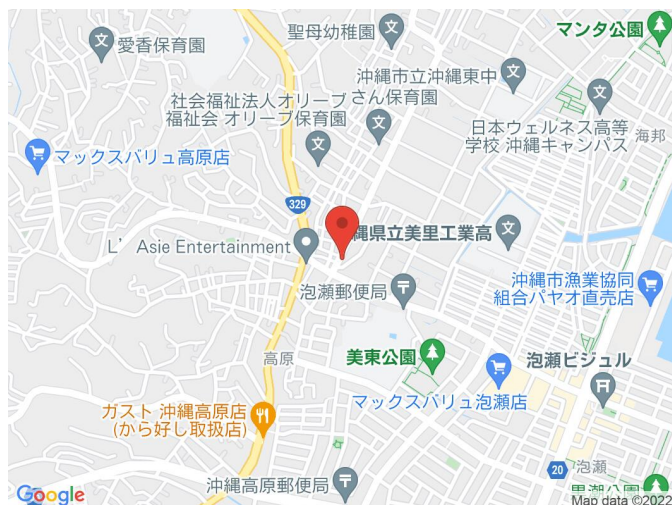 マンタ公園
愛香保育園
聖母幼稚園
沖縄市立沖縄東中
社会福祉法人オリーブ
福祉会 オリーブ保育園
さん保育園
日本ウェルネス高等
学校 沖縄キャンパス
海邦
マックスバリュ高原店
329
L’ Asie Entertainment
縄県立美里工業高
泡瀬郵便局
沖縄市漁業協同
組合パヤオ直売店
高原
美東公園
泡瀬ビジュル
マックスバリュ泡瀬店
ガスト 沖縄高原店
(から好し取扱店)
20
泡瀬
沖縄高原郵便局
黒潮公園
Google
Map data ©2022